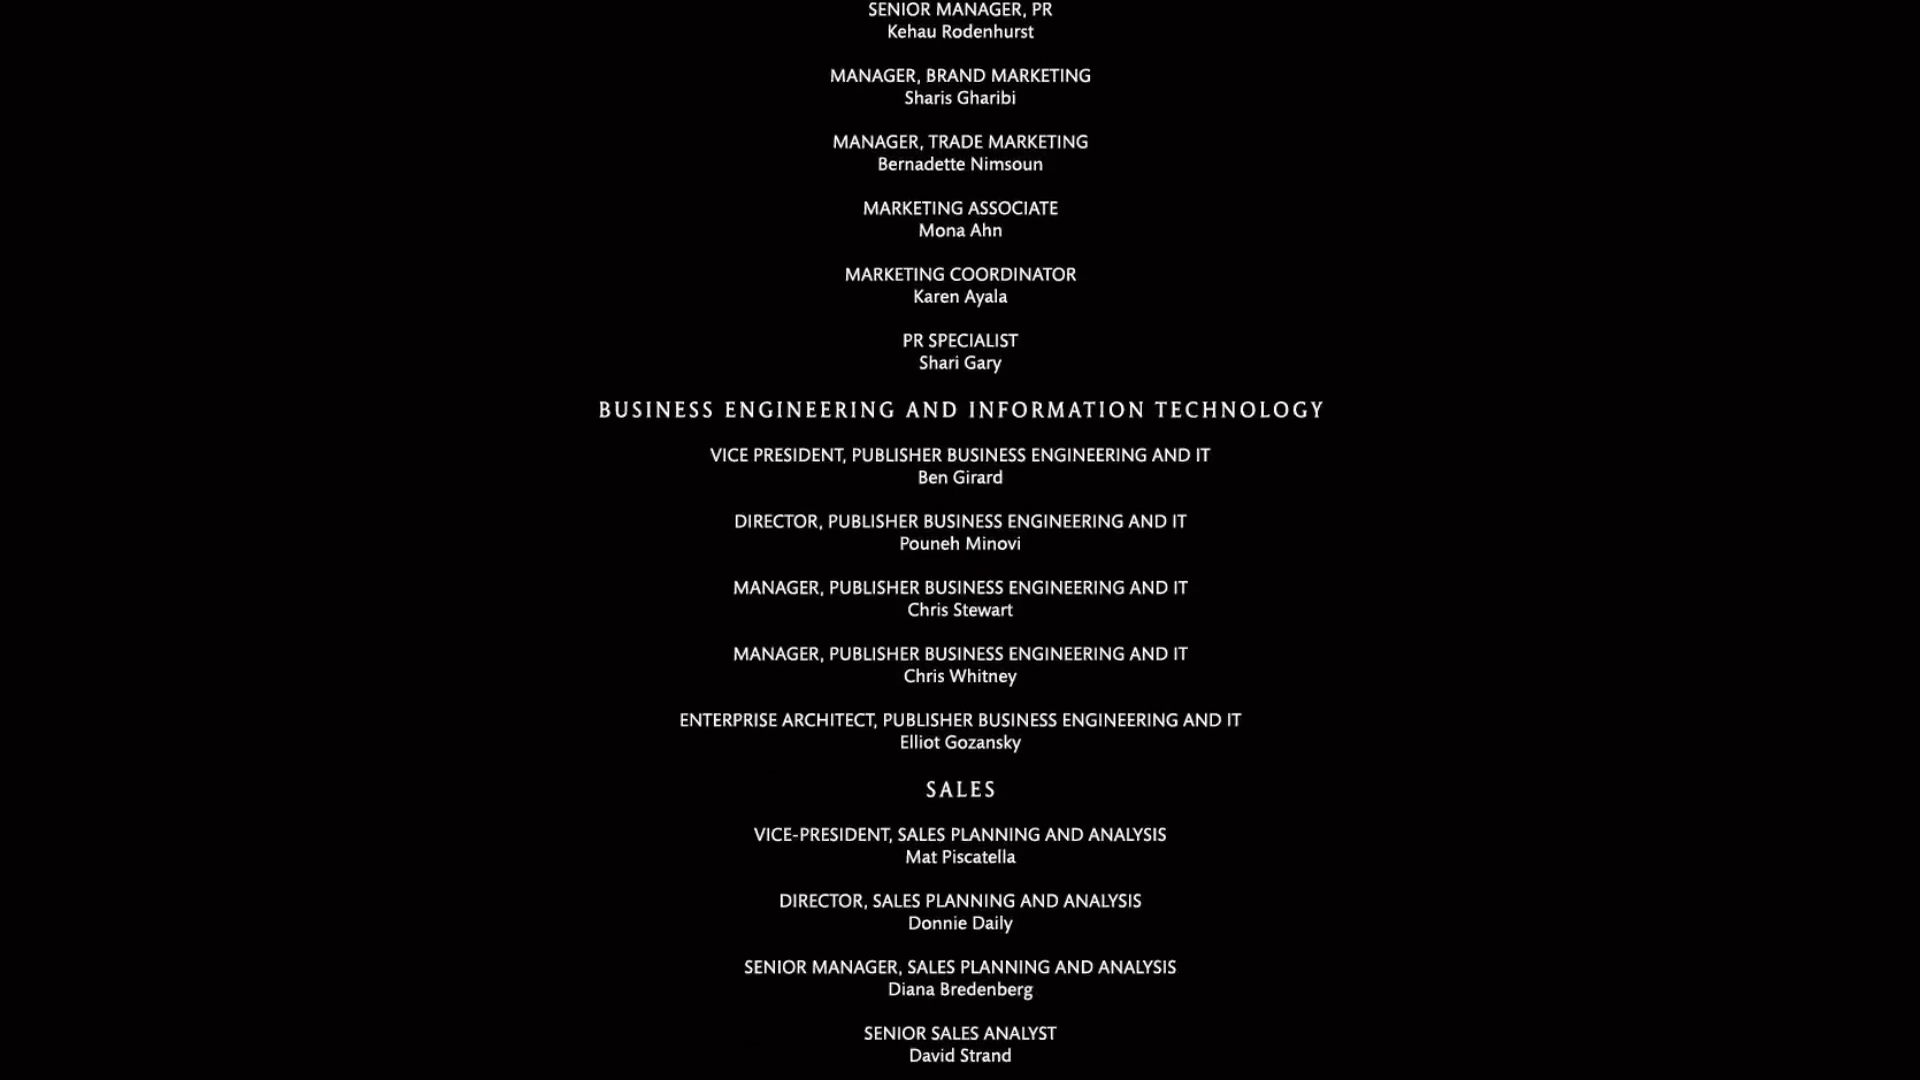 SENIOR MANAGER, PR
Kehau Rodenhurst
MANAGER, BRAND MARKETING
Sharis Gharibi
MANAGER, TRADE MARKETING
Bernadette Nimsoun
MARKETING ASSOCIATE
Mona Ahn
MARKETING COORDINATOR
Karen Ayala
PR SPECIALIST
Shari Gary
BUSINESS ENGINEERING AND INFORMATION TECHNOLOGY
VICE PRESIDENT, PUBLISHER BUSINESS ENGINEERING AND IT
Ben Girard
DIRECTOR, PUBLISHER BUSINESS ENGINEERING AND IT
Pouneh Minovi
MANAGER, PUBLISHER BUSINESS ENGINEERING AND IT
Chris Stewart
MANAGER, PUBLISHER BUSINESS ENGINEERING AND IT
Chris Whitney
ENTERPRISE ARCHITECT, PUBLISHER BUSINESS ENGINEERING AND IT
Elliot Gozansky
SALES
VICE-PRESIDENT, SALES PLANNING AND ANALYSIS
Mat Piscatella
DIRECTOR, SALES PLANNING AND ANALYSIS
Donnie Daily
SENIOR MANAGER, SALES PLANNING AND ANALYSIS
Diana Bredenberg
SENIOR SALES ANALYST
David Strand